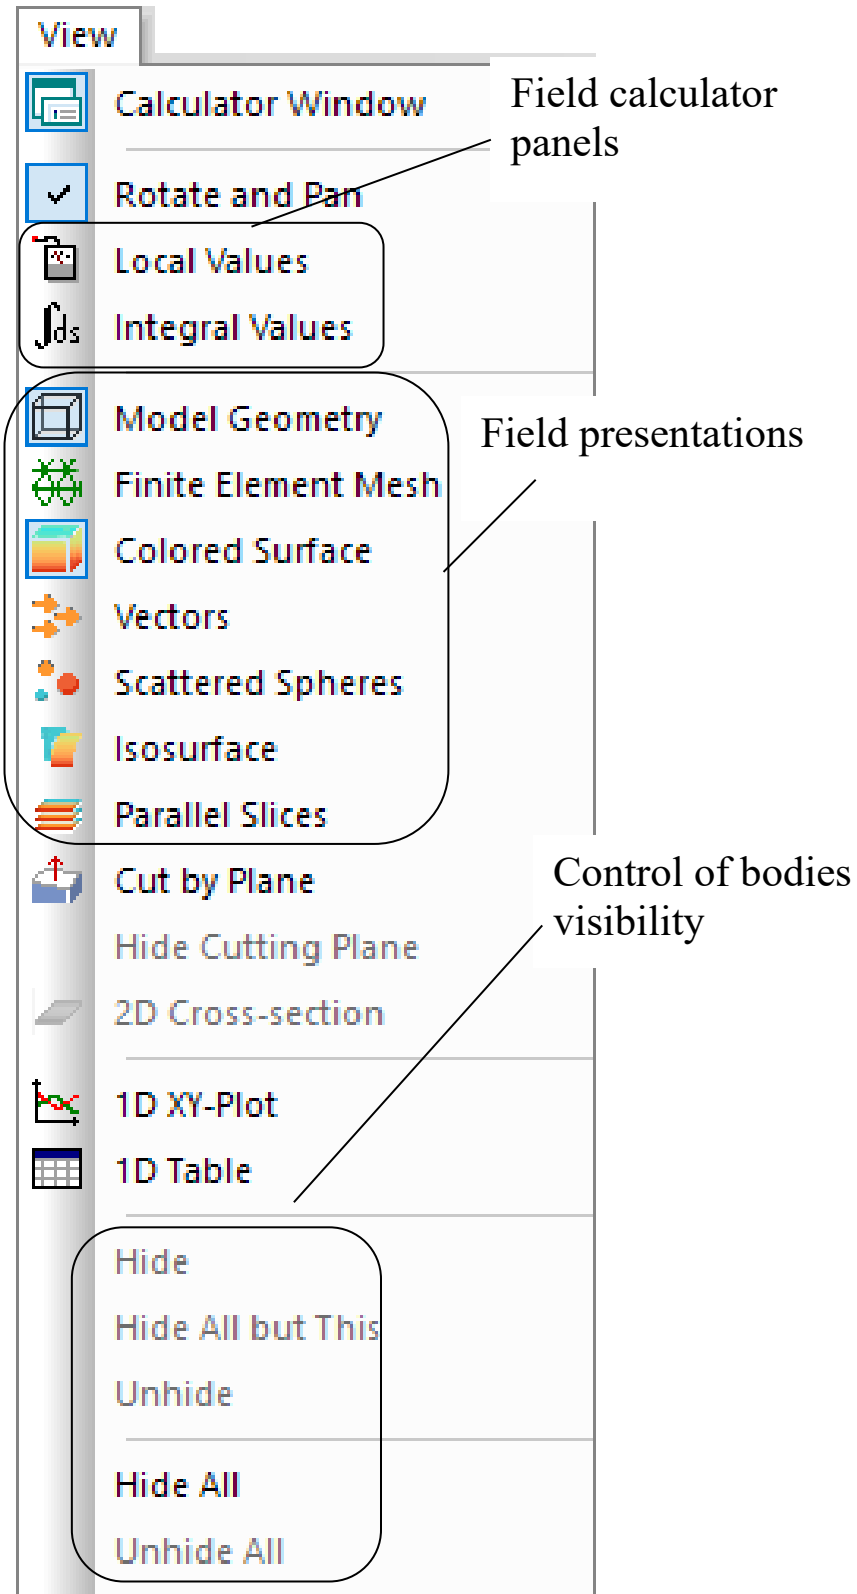 View
Calculator Window
Field calculator
panels
Rotate and Pan
Local Values
∫ds
Integral Values
Model Geometry
Field presentations
Finite Element Mesh
Colored Surface
Vectors
Scattered Spheres
Isosurface
Parallel Slices
Cut by Plane
Control of bodies
visibility
Hide Cutting Plane
2D Cross-section
1D XY-Plot
1D Table
Hide
Hide All but This
Unhide
Hide All
Unhide All